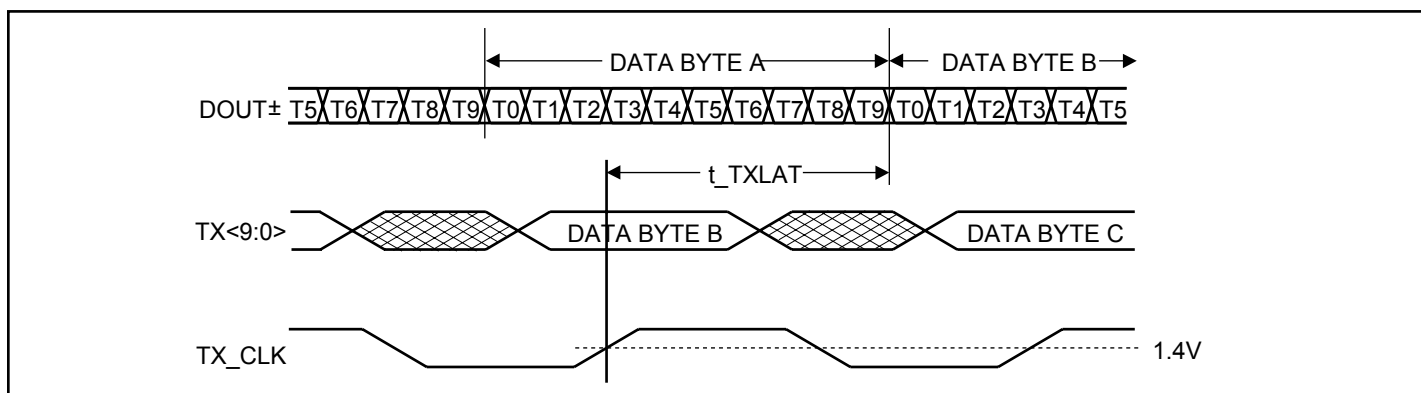 DATA BYTE A DATA BYTE B
DOUT± T5 T6 T7 T8 T9 T0 T1 T2 T3 T4 T5 T6 T7 T8 T9 T0 T1 T2 T3 T4 T5
t_TXLAT
TX<9:0> DATA BYTE B DATA BYTE C
TX_CLK 1.4V